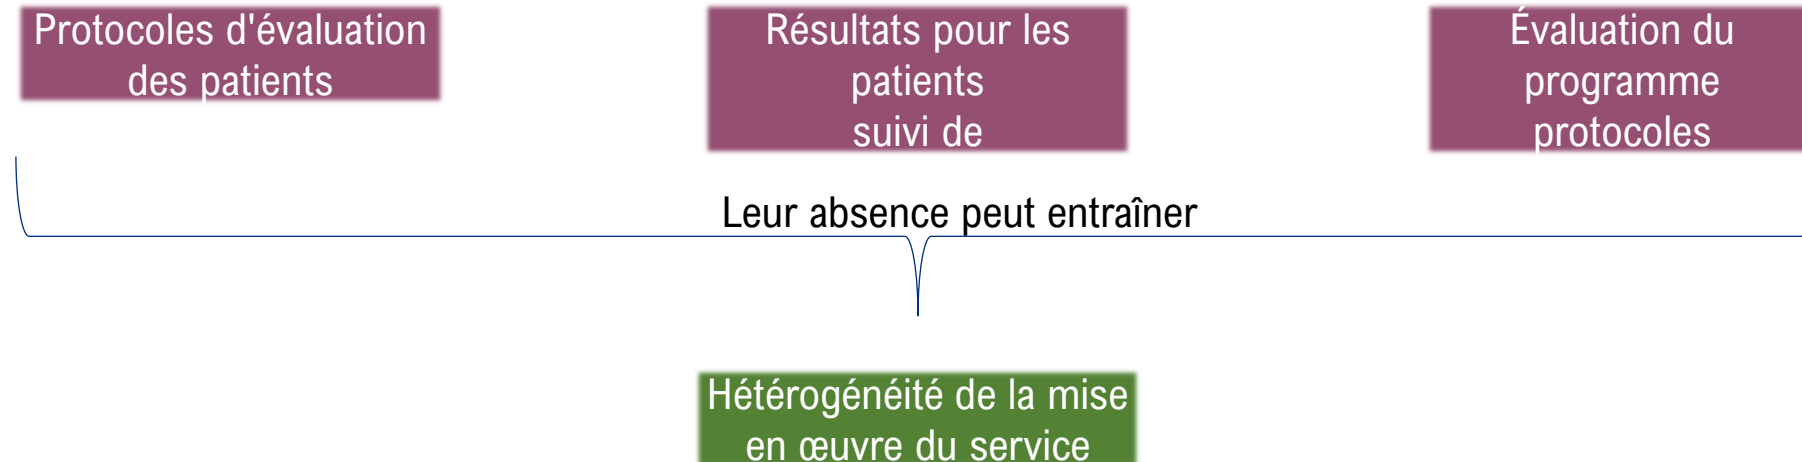 Protocoles d'évaluation
des patients
Résultats pour les
patients
suivi de
Évaluation du
programme
protocoles
Leur absence peut entraîner
Hétérogénéité de la mise
en œuvre du service